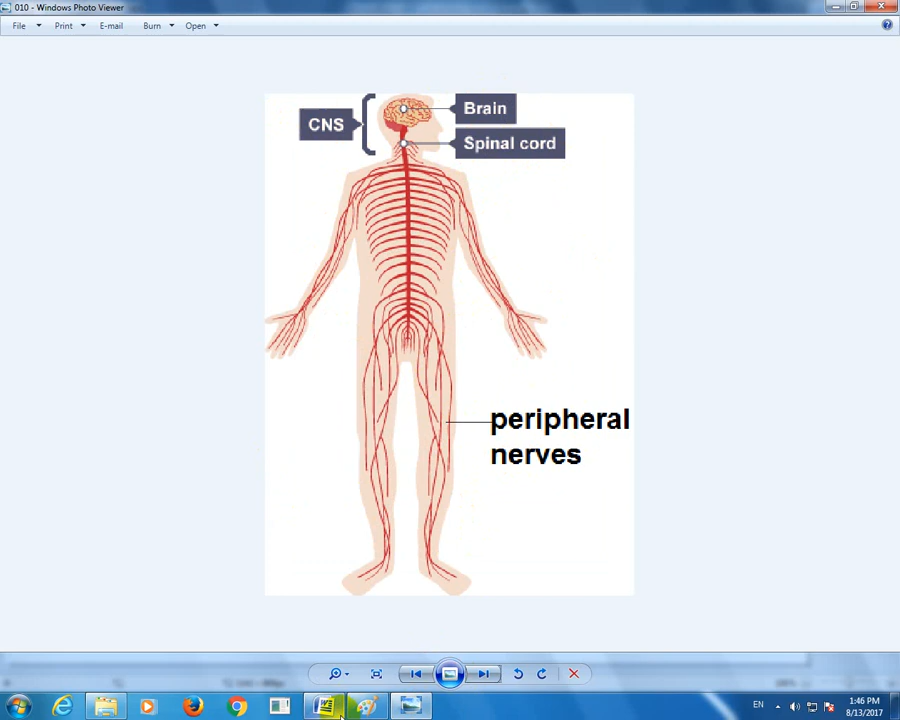 010 - Windows Photo Viewer
File Print E-mail Burn Open
Brain
CNS
Spinal cord
peripheral
nerves
EN
1:46 PM
8/13/2017